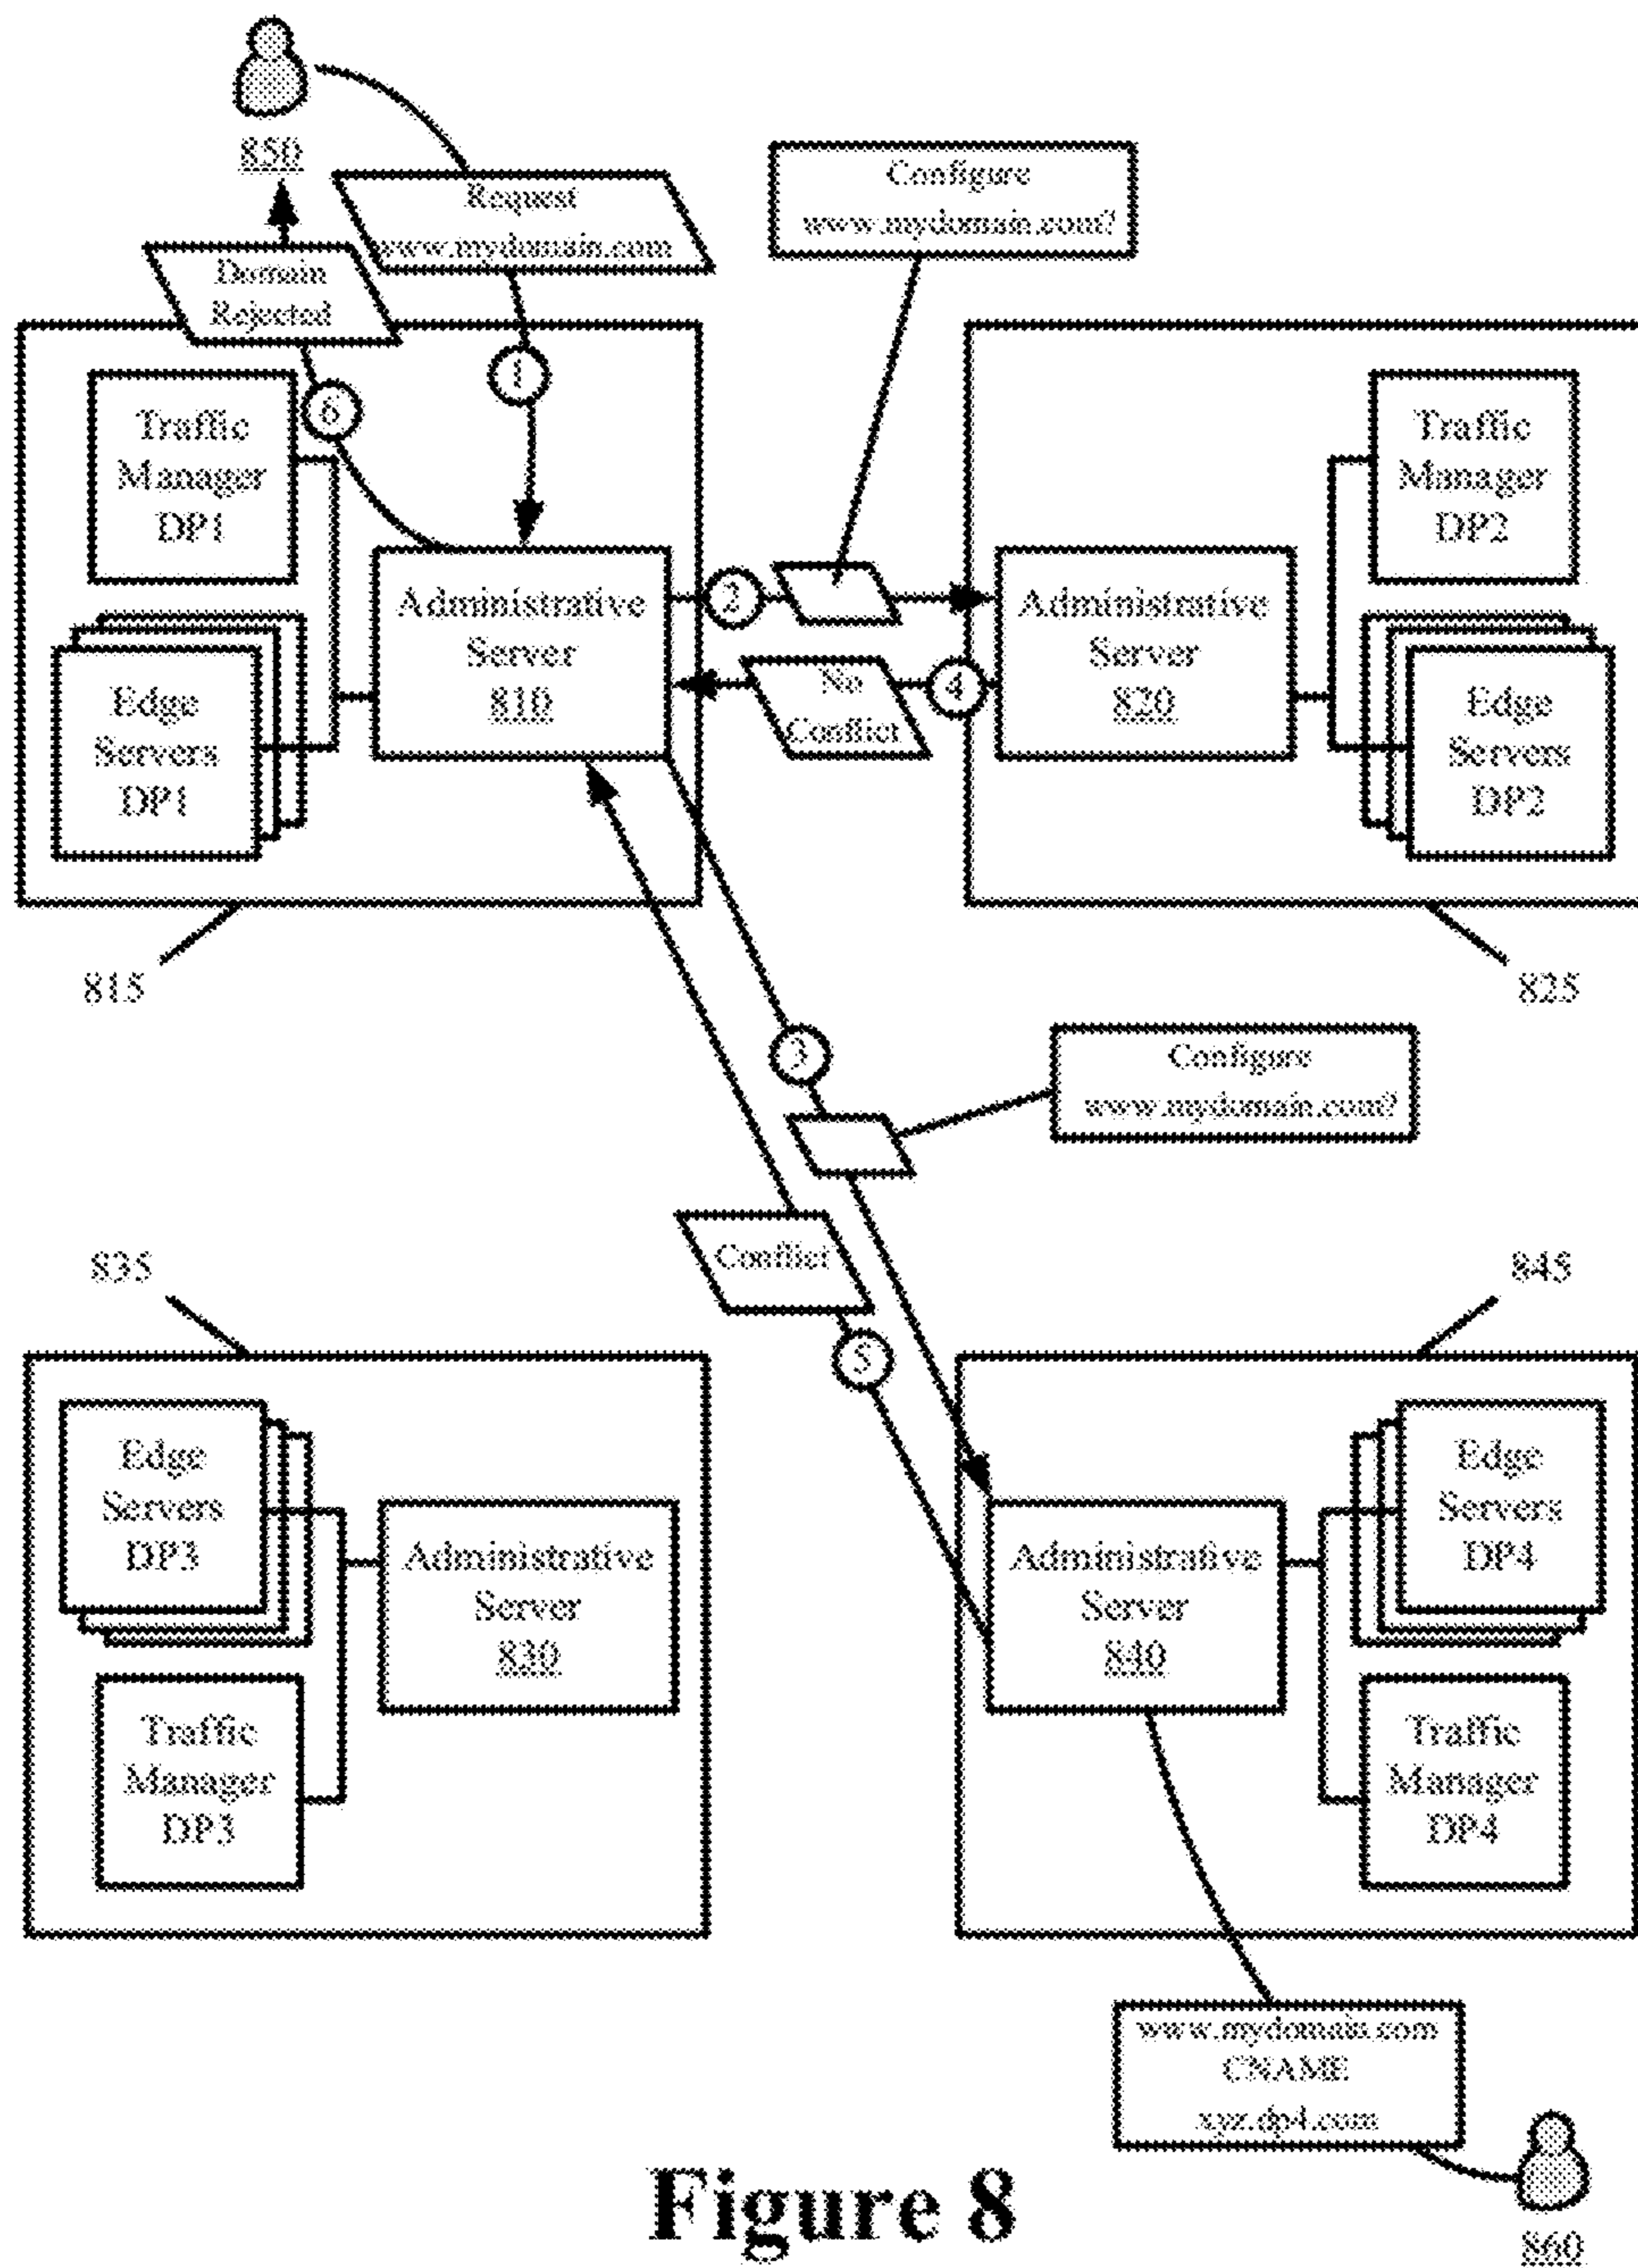 850
Request
www.mydomain.com
Configure
www.mydomain.com?
Domain
Rejected
1
6
Traffic
Manager
DP1
Edge
Servers
DP1
Administrative
Server
810
2
No
Conflict
4
Administrative
Server
820
Traffic
Manager
DP2
Edge
Servers
DP2
815
825
3
Configure
www.mydomain.com?
Conflict
5
835
845
Edge
Servers
DP3
Administrative
Server
830
Traffic
Manager
DP3
Administrative
Server
840
Edge
Servers
DP4
Traffic
Manager
DP4
www.mydomain.com
CNAME
xyz.dp4.com
Figure 8
860